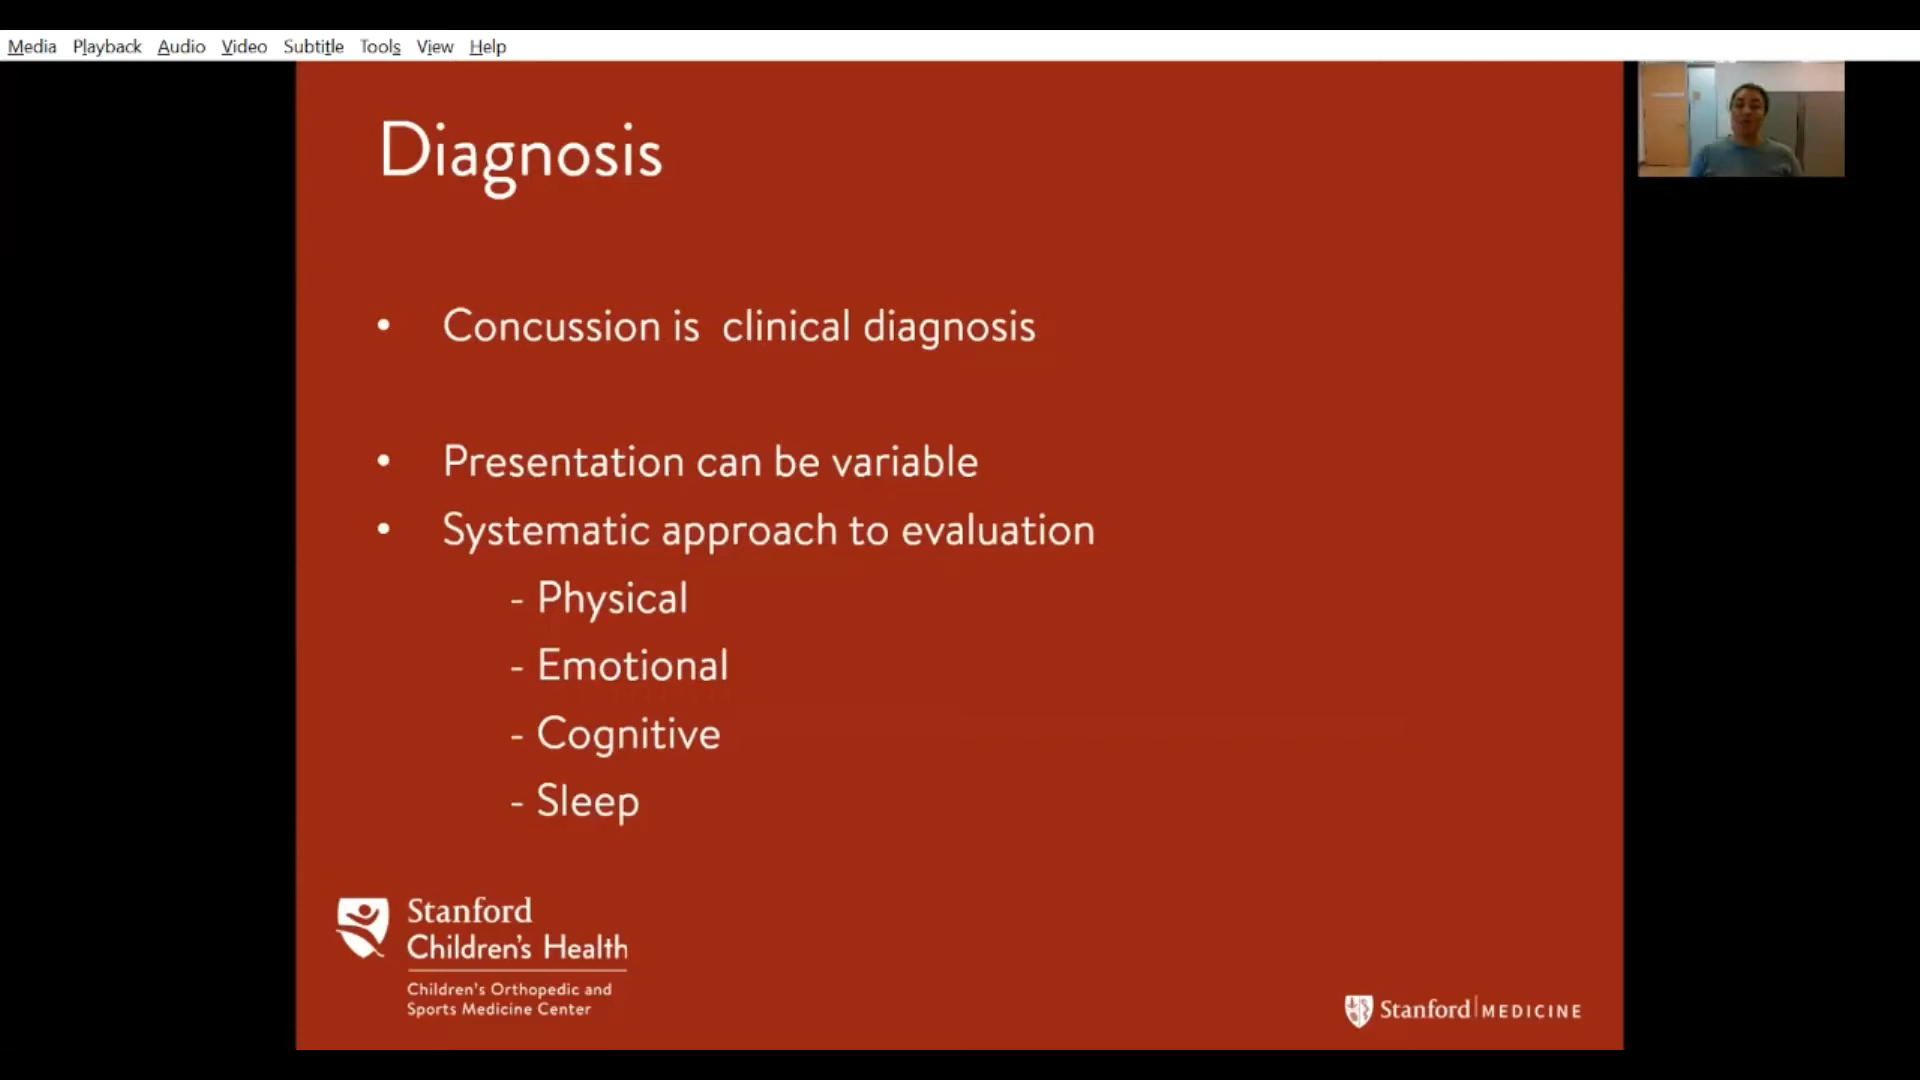 Media Playback Audio Video Subtitle Tools View Help
Diagnosis
• Concussion is  clinical diagnosis
• Presentation can be variable
• Systematic approach to evaluation
- Physical
- Emotional
- Cognitive
- Sleep
Stanford
Children's Health
Children's Orthopedic and
Sports Medicine Center
Stanford MEDICINE